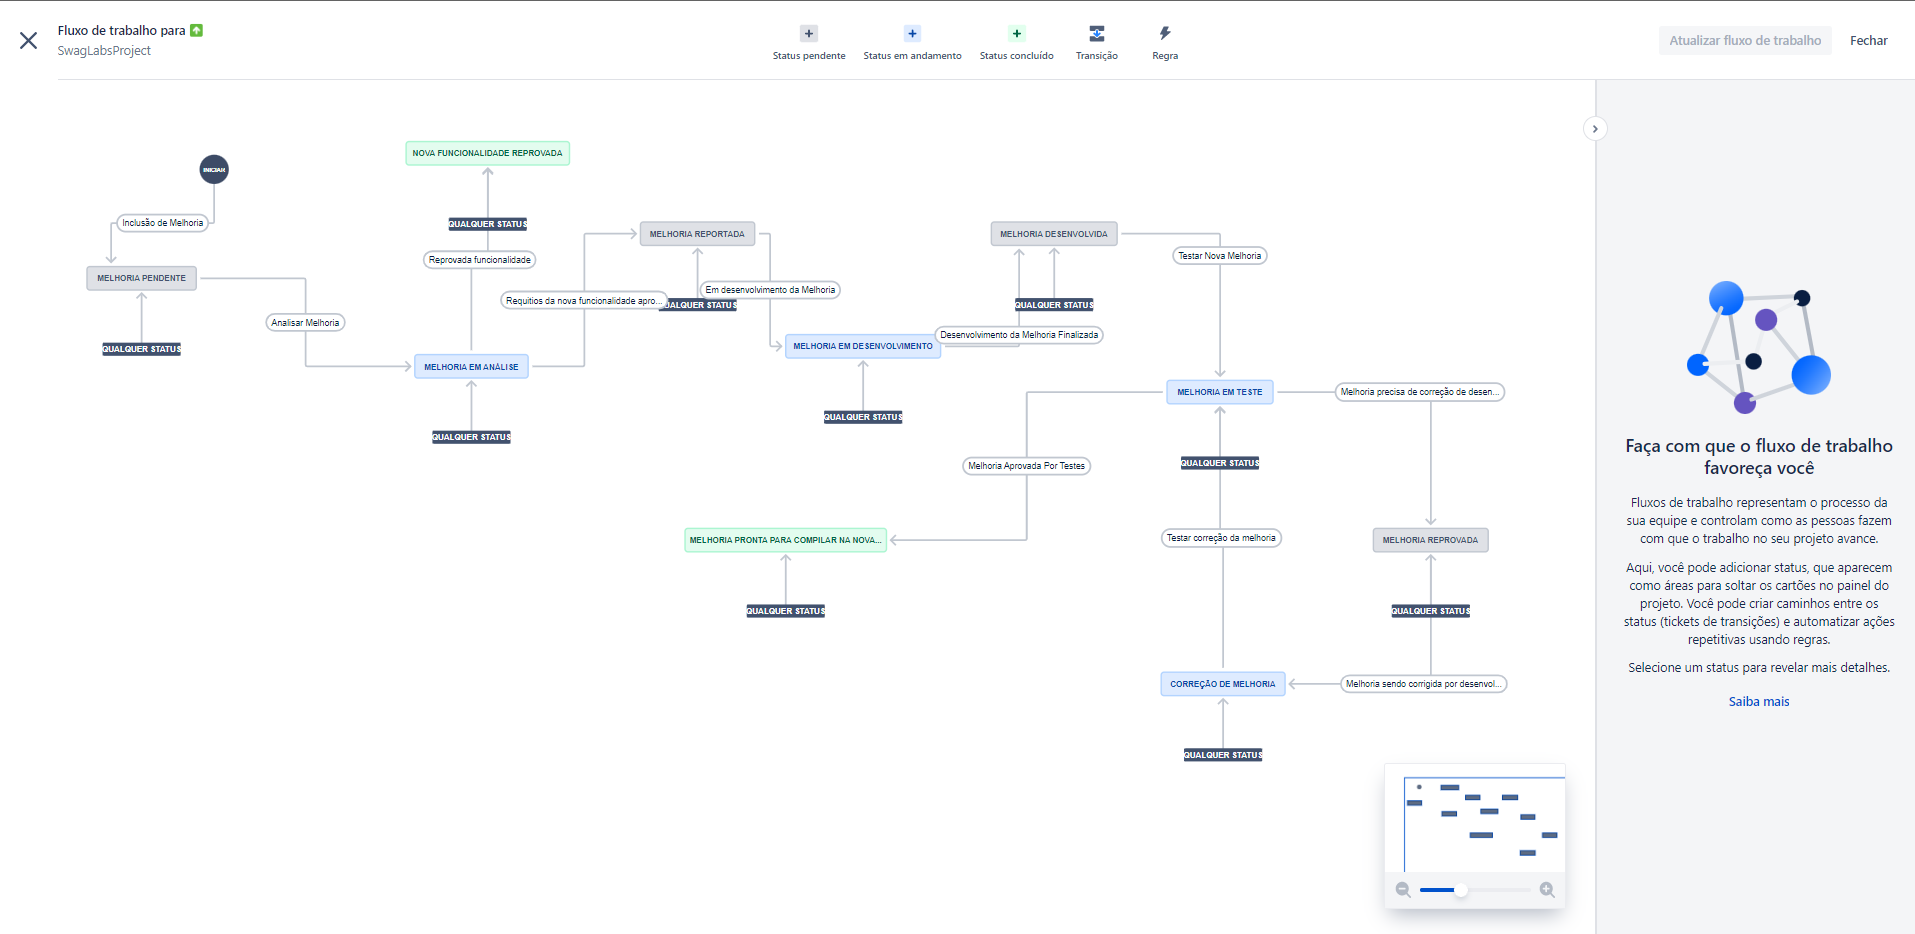 Fluxo de trabalho para
SwagLabsProject
Status pendente
Status em andamento
Status concluído
Transição
Regra
Atualizar fluxo de trabalho
Fechar
NOVA FUNCIONALIDADE REPROVADA
INICIAR
Inclusão de Melhoria
QUALQUER STATUS
MELHORIA REPORTADA
MELHORIA DESENVOLVIDA
Reprovada funcionalidade
Testar Nova Melhoria
MELHORIA PENDENTE
Em desenvolvimento da Melhoria
Requitios da nova funcionalidade apro...
QUALQUER STATUS
QUALQUER STATUS
Analisar Melhoria
Desenvolvimento da Melhoria Finalizada
QUALQUER STATUS
MELHORIA EM DESENVOLVIMENTO
MELHORIA EM ANÁLISE
MELHORIA EM TESTE
Melhoria precisa de correção de desen...
QUALQUER STATUS
QUALQUER STATUS
QUALQUER STATUS
Melhoria Aprovada Por Testes
MELHORIA PRONTA PARA COMPILAR NA NOVA...
Testar correção da melhoria
MELHORIA REPROVADA
QUALQUER STATUS
QUALQUER STATUS
CORREÇÃO DE MELHORIA
Melhoria sendo corrigida por desenvol...
QUALQUER STATUS
Faça com que o fluxo de trabalho
favoreça você
Fluxos de trabalho representam o processo da
sua equipe e controlam como as pessoas fazem
com que o trabalho no seu projeto avance.
Aqui, você pode adicionar status, que aparecem
como áreas para soltar os cartões no painel do
projeto. Você pode criar caminhos entre os
status (tickets de transições) e automatizar ações
repetitivas usando regras.
Selecione um status para revelar mais detalhes.
Saiba mais